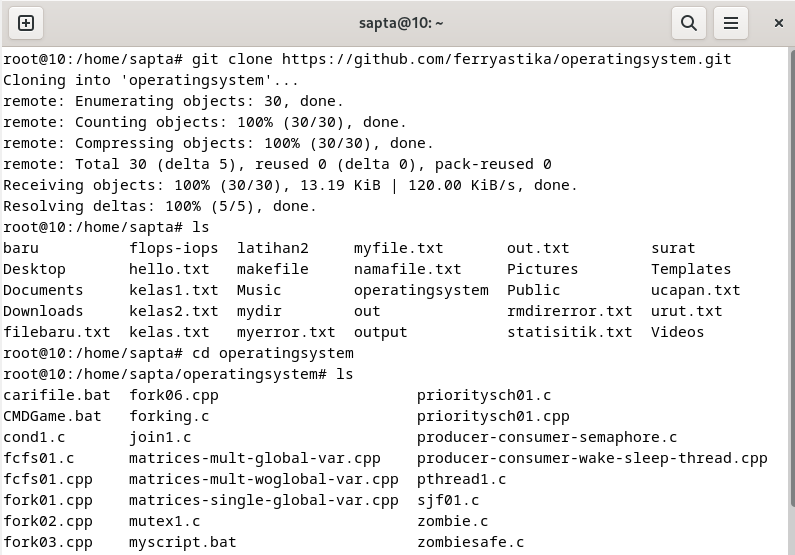 sapta@10: ~
root@10:/home/sapta# git clone https://github.com/ferryastika/operatingsystem.git
Cloning into 'operatingsystem'...
remote: Enumerating objects: 30, done.
remote: Counting objects: 100% (30/30), done.
remote: Compressing objects: 100% (30/30), done.
remote: Total 30 (delta 5), reused 0 (delta 0), pack-reused 0
Receiving objects: 100% (30/30), 13.19 KiB | 120.00 KiB/s, done.
Resolving deltas: 100% (5/5), done.
root@10:/home/sapta# ls
baru          flops-iops  latihan2     myfile.txt       out.txt         surat
Desktop       hello.txt   makefile     namafile.txt     Pictures        Templates
Documents     kelas1.txt  Music        operatingsystem  Public          ucapan.txt
Downloads     kelas2.txt  mydir        out              rmdirerror.txt  urut.txt
filebaru.txt  kelas.txt   myerror.txt  output           statisitik.txt  Videos
root@10:/home/sapta# cd operatingsystem
root@10:/home/sapta/operatingsystem# ls
carifile.bat  fork06.cpp                      prioritysch01.c
CMDGame.bat   forking.c                       prioritysch01.cpp
cond1.c       join1.c                         producer-consumer-semaphore.c
fcfs01.c      matrices-mult-global-var.cpp    producer-consumer-wake-sleep-thread.cpp
fcfs01.cpp    matrices-mult-woglobal-var.cpp  pthread1.c
fork01.cpp    matrices-single-global-var.cpp  sjf01.c
fork02.cpp    mutex1.c                        zombie.c
fork03.cpp    myscript.bat                    zombiesafe.c